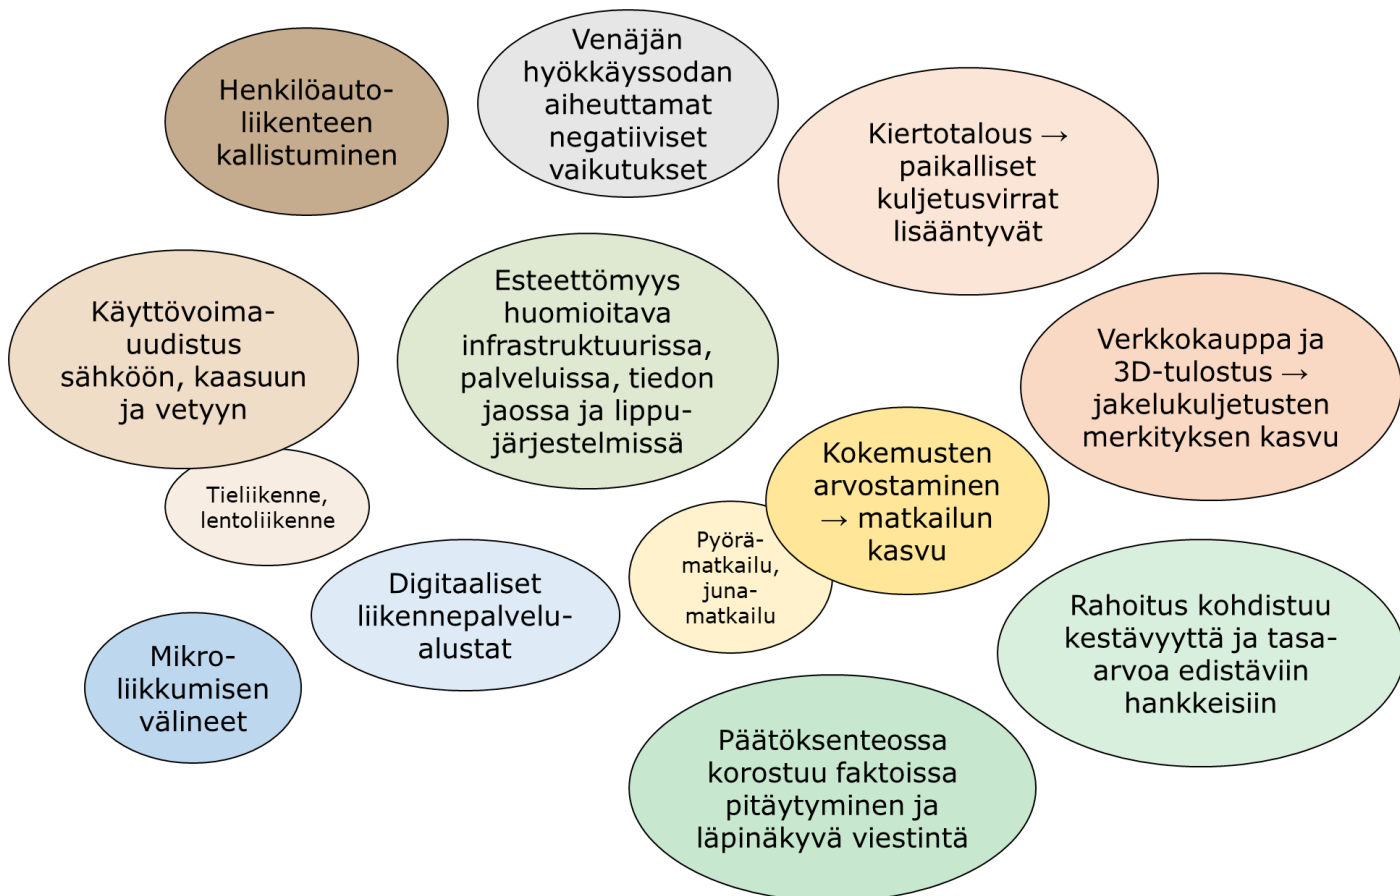 Henkilöauto-
liikenteen
kallistuminen
Venäjän
hyökkäyssodan
aiheuttamat
negatiiviset
vaikutukset
Kiertotalous →
paikalliset
kuljetusvirrat
lisääntyvät
Käyttövoima-
uudistus
sähköön, kaasuun
ja vetyyn
Tieliikenne,
lentoliikenne
Esteettömyys
huomioitava
infrastruktuurissa,
palveluissa, tiedon
jaossa ja lippu-
järjestelmissä
Verkkokauppa ja
3D-tulostus →
jakelukuljetusten
merkityksen kasvu
Kokemusten
arvostaminen
→ matkailun
kasvu
Pyörä-
matkailu,
juna-
matkailu
Digitaaliset
liikennepalvelu-
alustat
Mikro-
liikkumisen
välineet
Rahoitus kohdistuu
kestävyyttä ja tasa-
arvoa edistäviin
hankkeisiin
Päätöksenteossa
korostuu faktoissa
pitäytyminen ja
läpinäkyvä viestintä